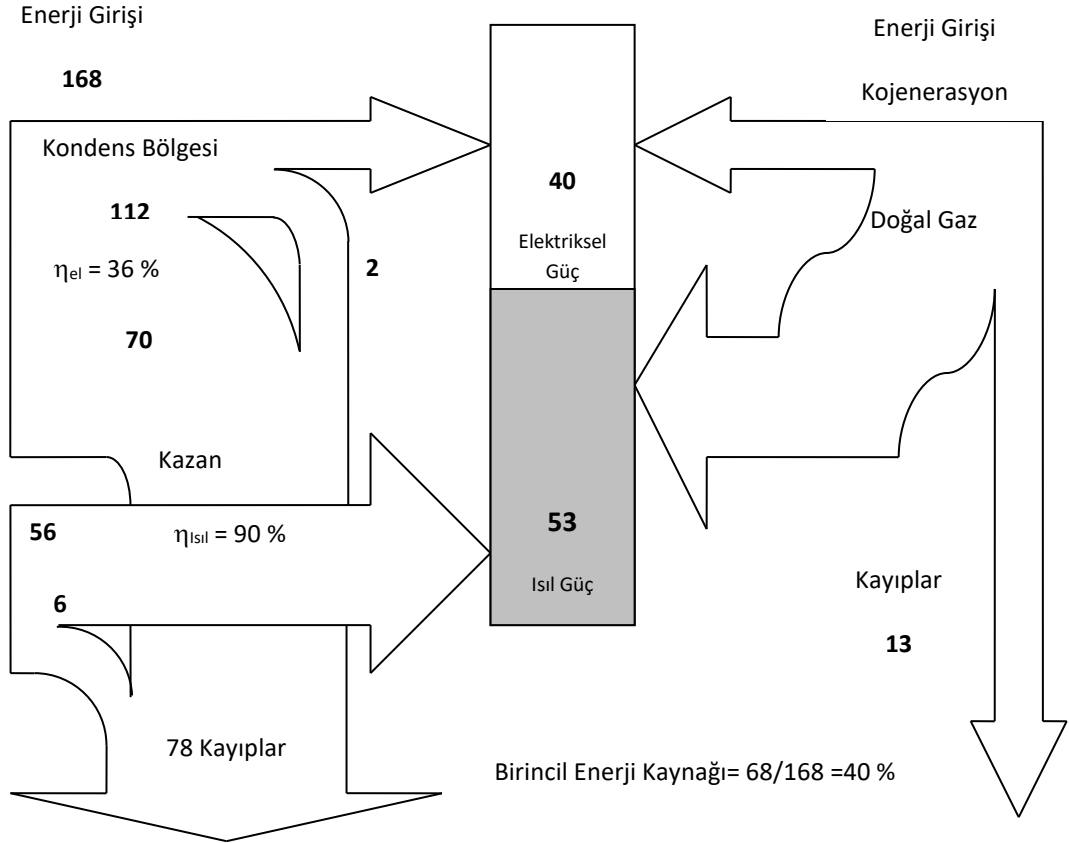 Enerji Girişi
168
Kondens Bölgesi
112
ηel = 36 %
70
2
Kazan
56
ηIsıl = 90 %
6
78 Kayıplar
40
Elektriksel
Güç
53
Isıl Güç
Enerji Girişi
Kojenerasyon
Doğal Gaz
Kayıplar
13
Birincil Enerji Kaynağı= 68/168 =40 %